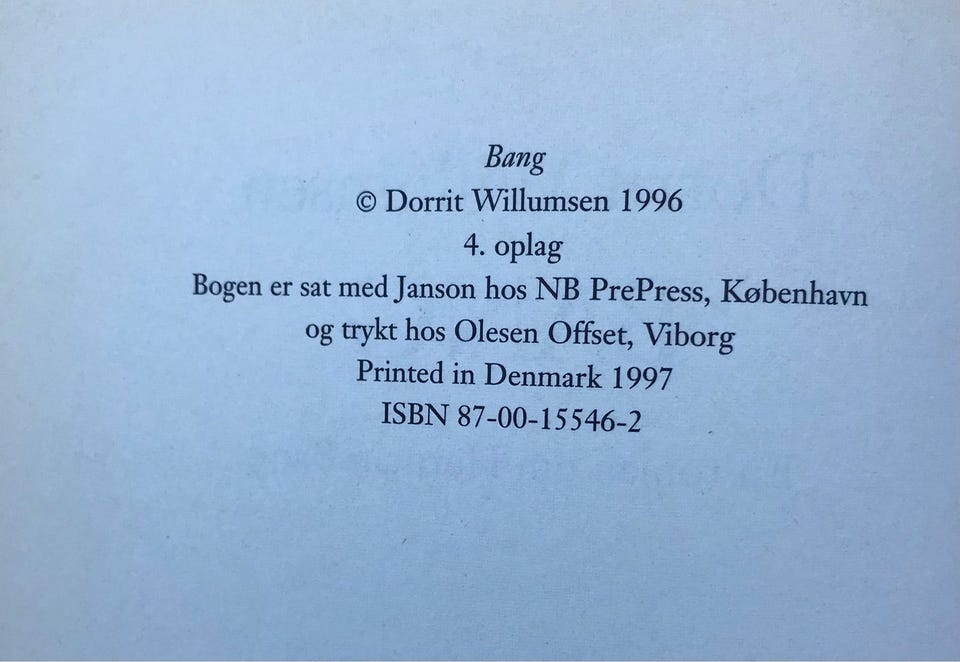 Bang
© Dorrit Willumsen 1996
4. oplag
Bogen er sat med Janson hos NB PrePress, København
og trykt hos Olesen Offset, Viborg
Printed in Denmark 1997
ISBN 87-00-15546-2